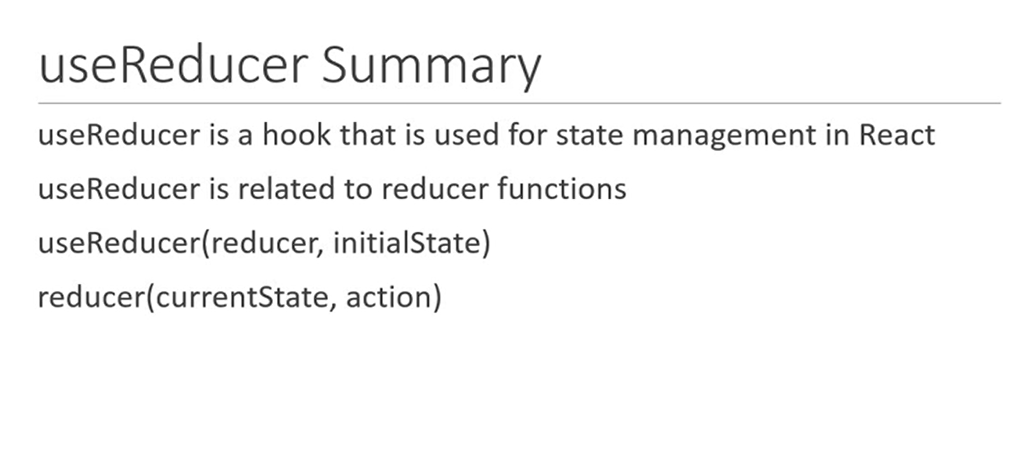 useReducer Summary
useReducer is a hook that is used for state management in React
useReducer is related to reducer functions
useReducer(reducer, initialState)
reducer(currentState, action)